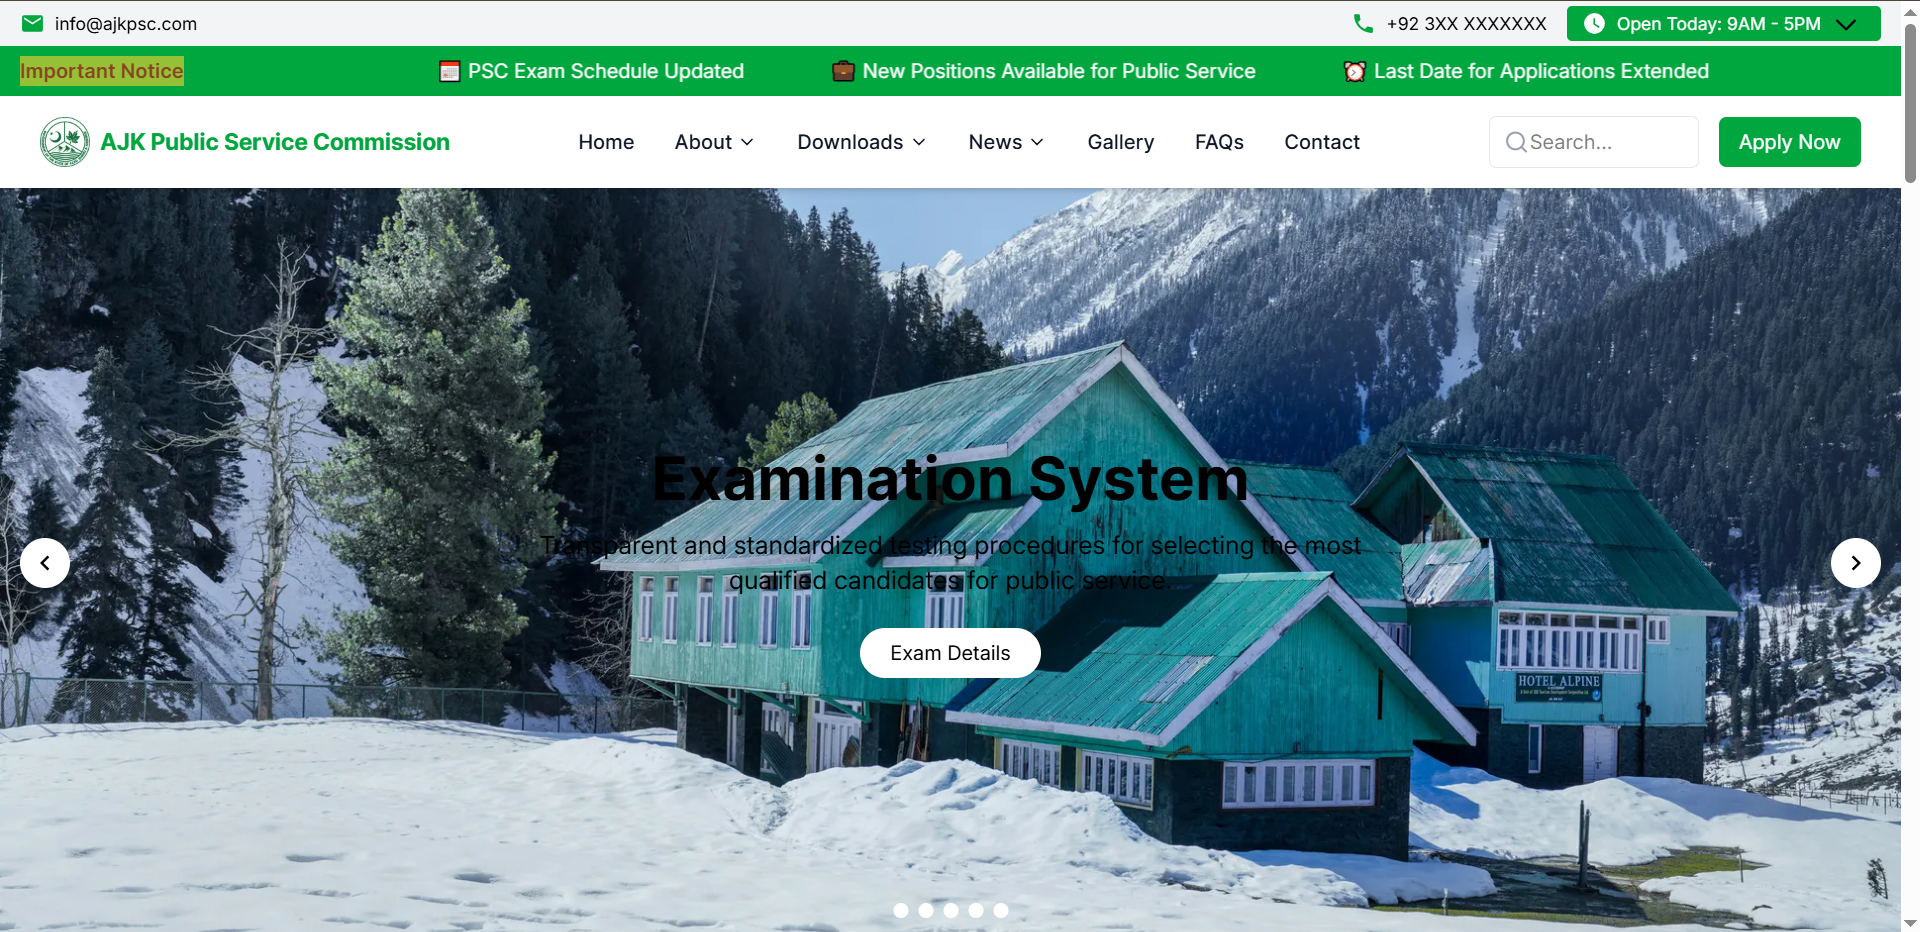 info@ajkpsc.com
+92 3XX XXXXXXX
Open Today: 9AM - 5PM
Important Notice
PSC Exam Schedule Updated
New Positions Available for Public Service
Last Date for Applications Extended
AJK Public Service Commission
Home
About
Downloads
News
Gallery
FAQs
Contact
Search...
Apply Now
Examination System
Transparent and standardized testing procedures for selecting the most
qualified candidates for public service.
Exam Details
HOTEL ALPINE